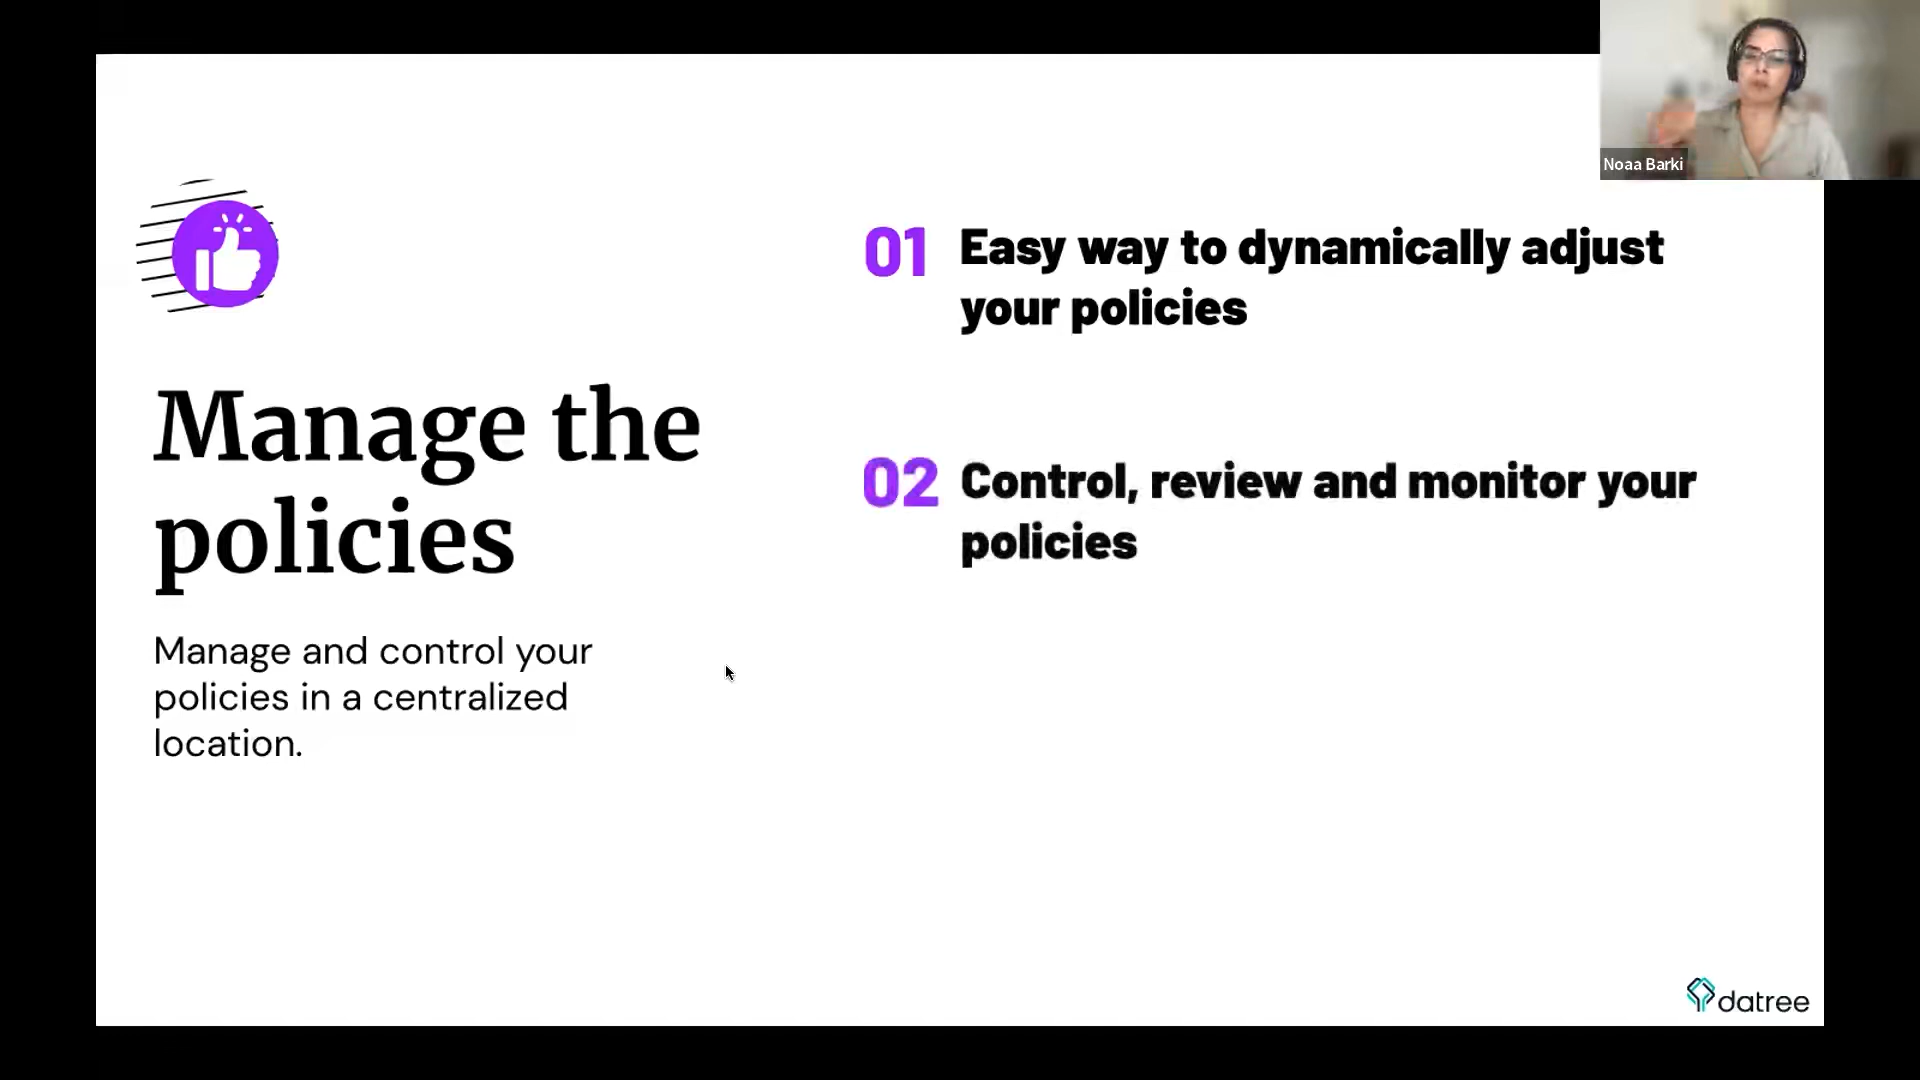 Manage the
policies
Manage and control your
policies in a centralized
location.
01 Easy way to dynamically adjust
your policies
02 Control, review and monitor your
policies
Noaa Barki
datree